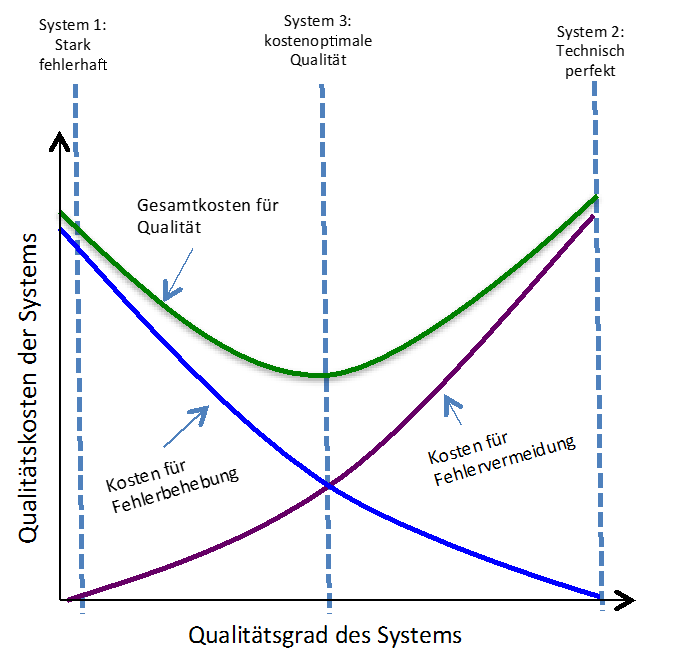 System 1:
Stark
fehlerhaft
System 3:
kostenoptimale
Qualität
System 2:
Technisch
perfekt
Gesamtkosten für
Qualität
Kosten für
Fehlerbehebung
Kosten für
Fehlervermeidung
Qualitätskosten der Systems
Qualitätsgrad des Systems